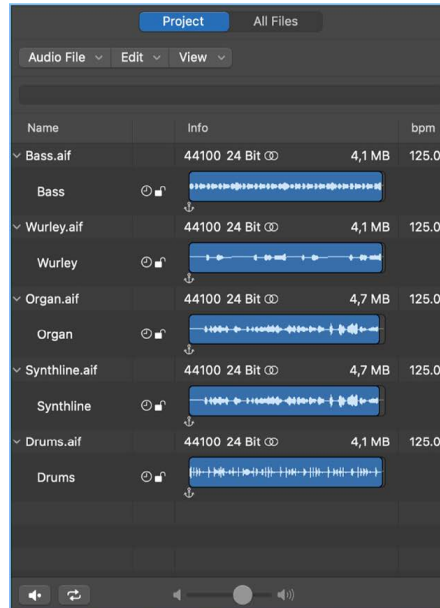 Project All Files
Audio File Edit View
Name Info bpm
Bass.aif 44100 24 Bit 4,1 MB 125.0
Bass
Wurley.aif 44100 24 Bit 4,1 MB 125.0
Wurley
Organ.aif 44100 24 Bit 4,7 MB 125.0
Organ
Synthline.aif 44100 24 Bit 4,7 MB 125.0
Synthline
Drums.aif 44100 24 Bit 4,1 MB 125.0
Drums